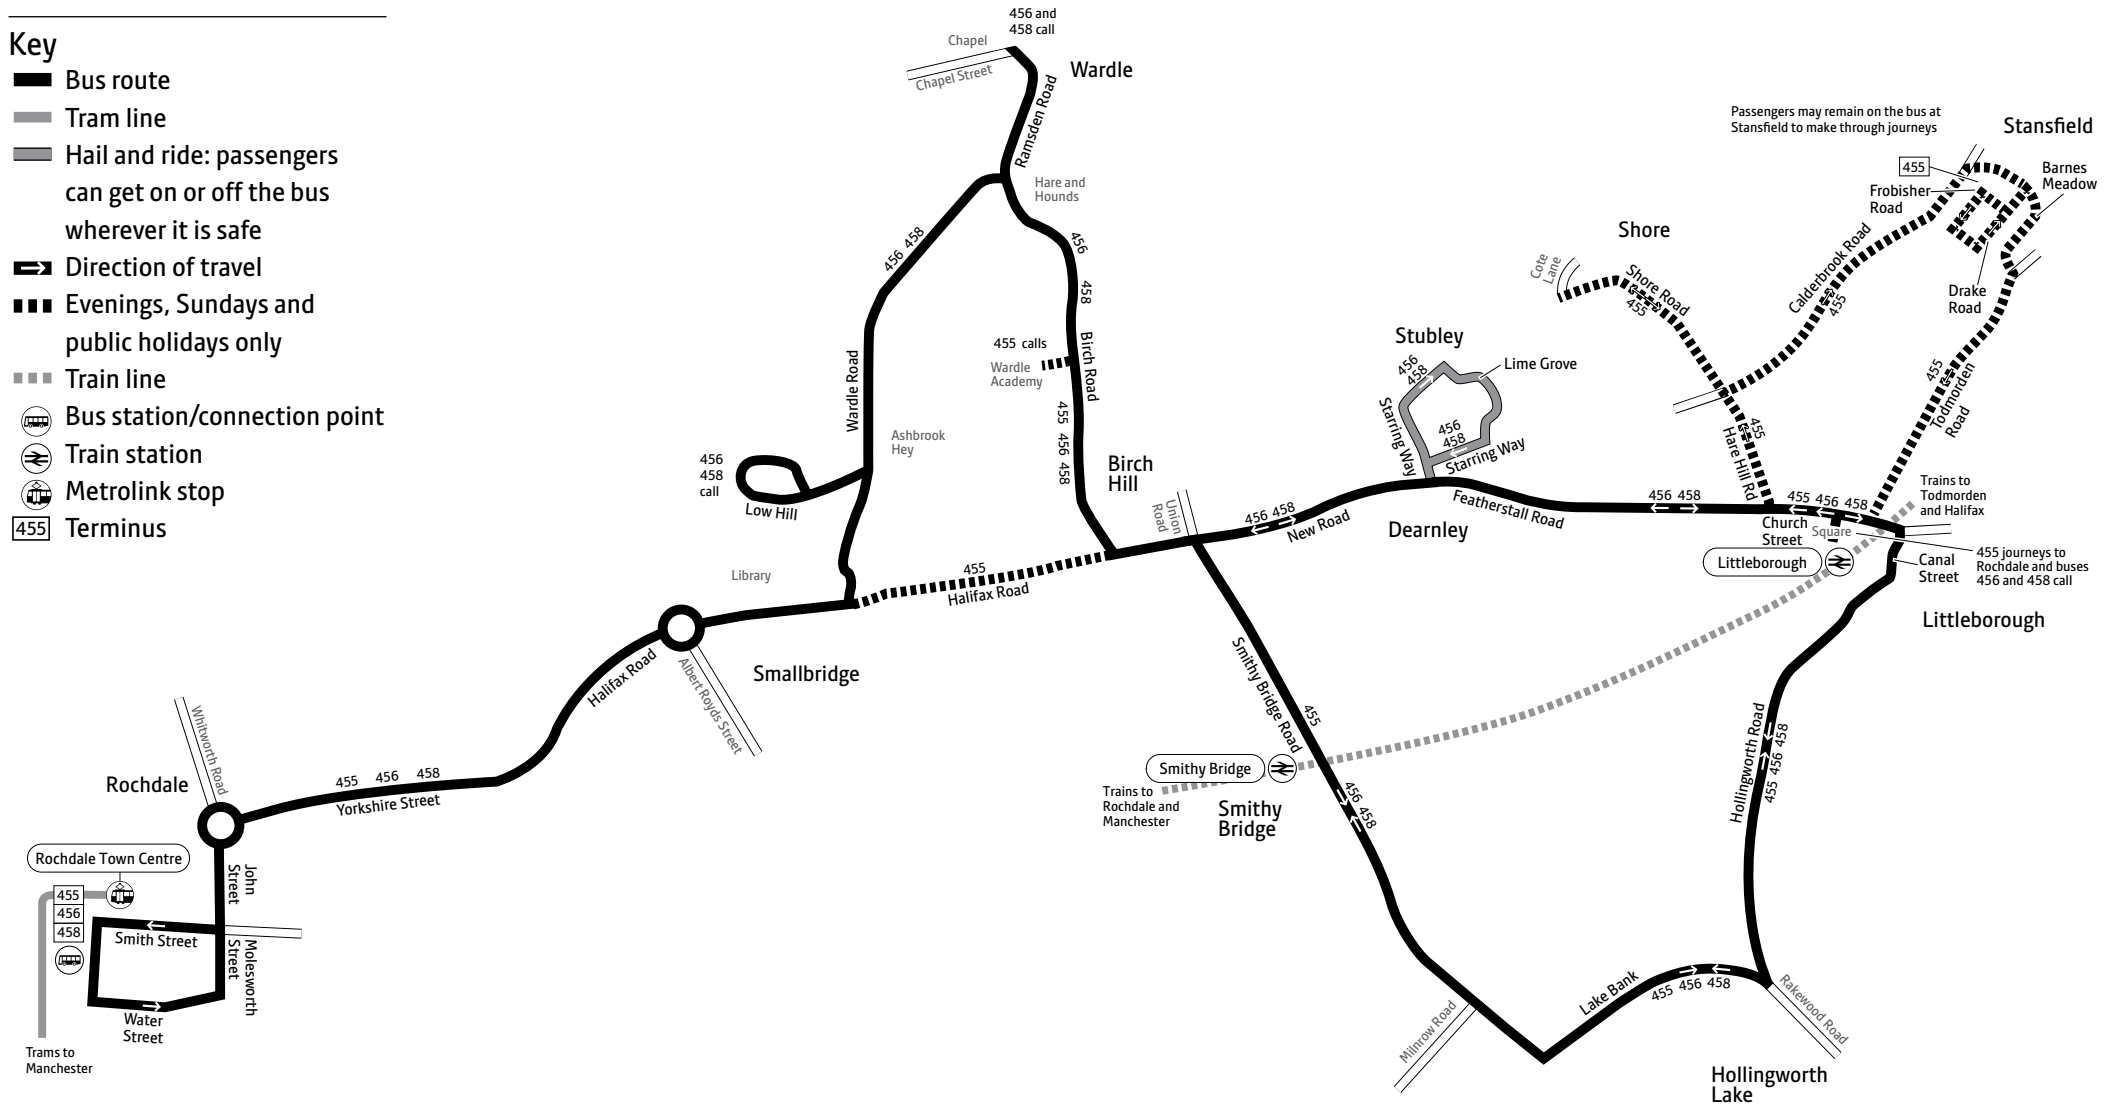 Key
Bus route
Tram line
Hail and ride: passengers
can get on or off the bus
wherever it is safe
Direction of travel
Evenings, Sundays and
public holidays only
Train line
Bus station/connection point
Train station
Metrolink stop
455 Terminus
456 and
458 call
Chapel
Chapel Street
Wardle
Ramsden Road
Hare and
Hounds
456 458
456
458
Birch Road
455 calls
Wardle
Academy
455 456 458
Wardle Road
Ashbrook
Hey
456
458
call
Low Hill
Birch
Hill
Library
455
Halifax Road
Smallbridge
Albert Royds Street
Halifax Road
Rochdale
Whitworth Road
455 456 458
Yorkshire Street
Rochdale Town Centre
455
456
458
John
Street
Smith Street
Molesworth
Street
Water
Street
Trams to
Manchester
Union
Road
456 458
New Road
Stubley
456
458
Lime Grove
Starring Way
456
458
Starring Way
Dearnley
Featherstall Road
456 458
Shore
Cote
Lane
Shore Road
455
Passengers may remain on the bus at
Stansfield to make through journeys
Stansfield
455
Frobisher
Road
Barnes
Meadow
Calderbrook Road
455
Drake
Road
455
Todmorden
Road
455
Hare Hill Rd
Trains to
Todmorden
and Halifax
455 456 458
Church
Street
Square
Littleborough
455 journeys to
Rochdale and buses
456 and 458 call
Canal
Street
Littleborough
Smithy Bridge Road
455
Smithy Bridge
Trains to
Rochdale and
Manchester
Smithy
Bridge
456 458
Hollingworth Road
455 456 458
Milnrow Road
Lake Bank
455 456 458
Rakewood Road
Hollingworth
Lake